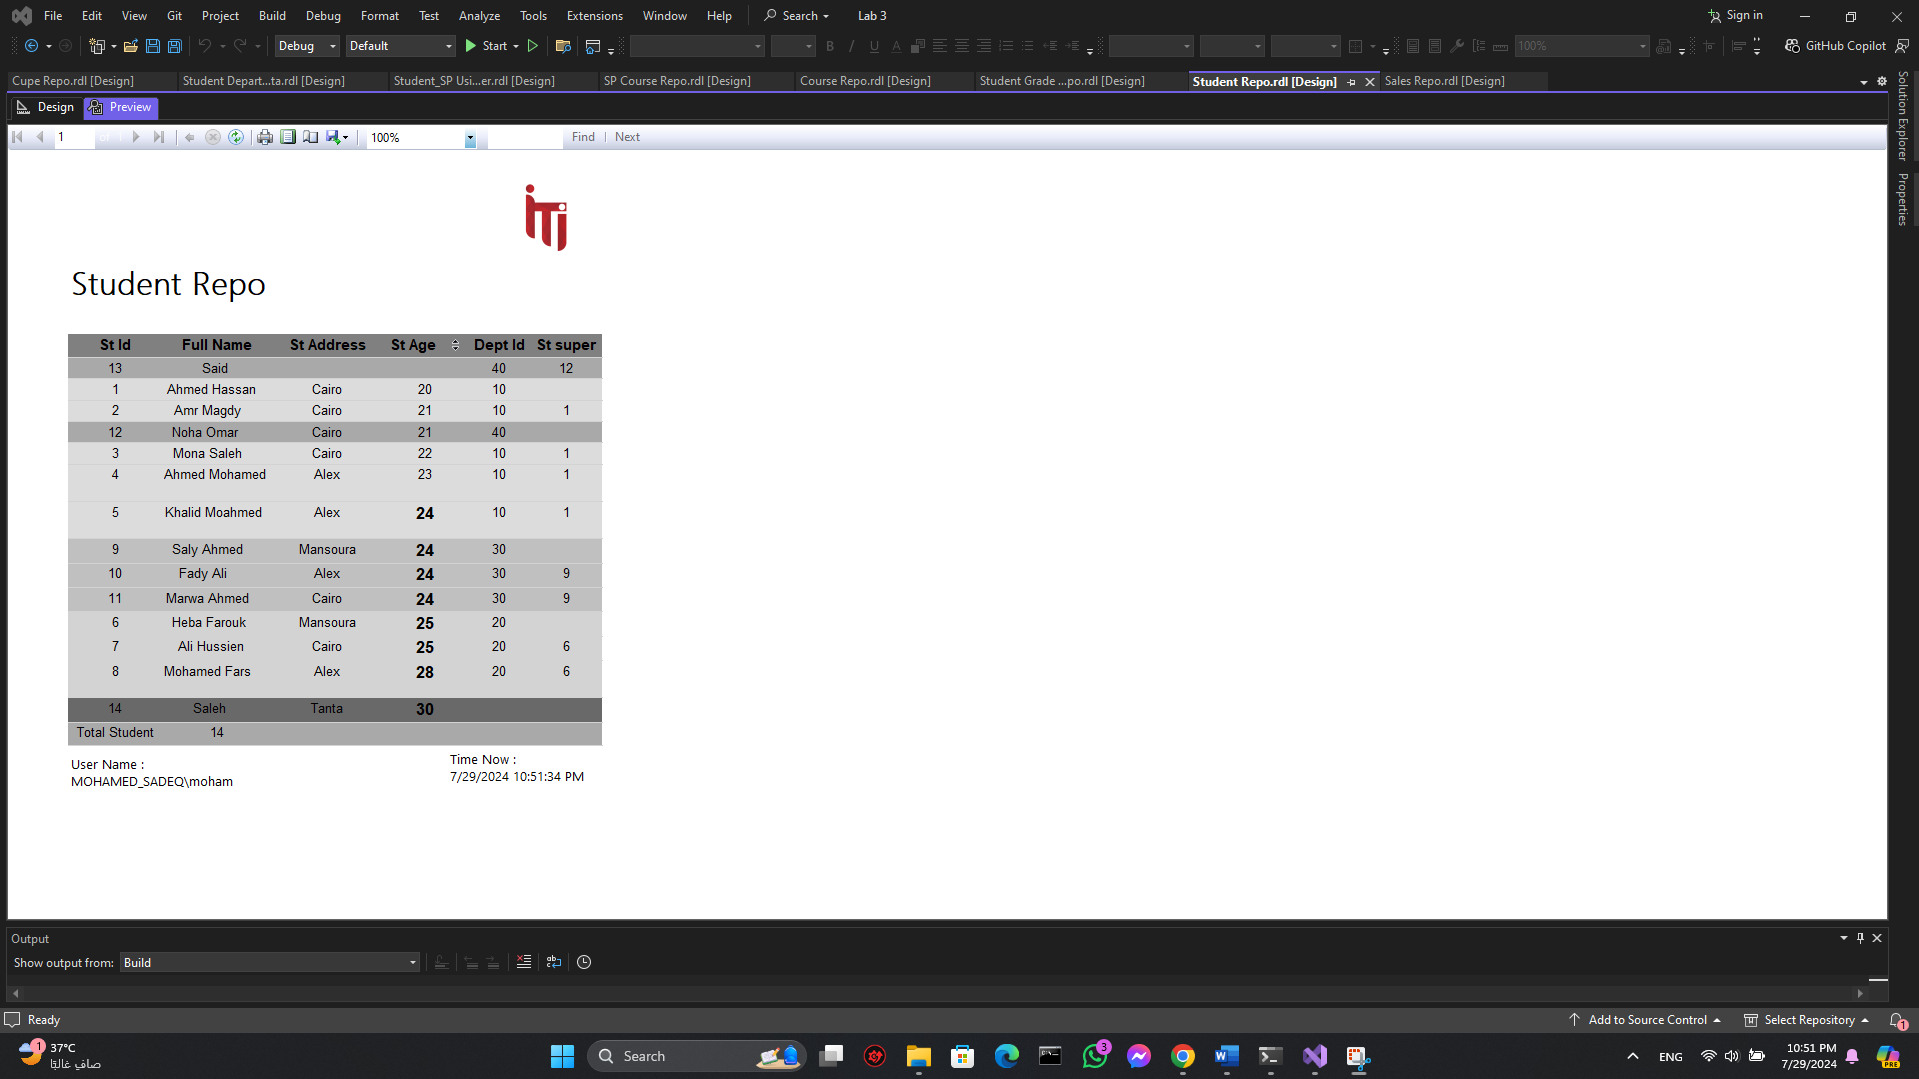 File Edit View Git Project Build Debug Format Test Analyze Tools Extensions Window Help Search Lab 3 Sign in
Debug Default Start 100% GitHub Copilot
Cupe Repo.rdl [Design] Student Depart...ta.rdl [Design] Student_SP Usi...er.rdl [Design] SP Course Repo.rdl [Design] Course Repo.rdl [Design] Student Grade ...po.rdl [Design] Student Repo.rdl [Design] Sales Repo.rdl [Design]
Solution Explorer
Properties
Design Preview
1 of 100% Find Next
iTi
Student Repo
St Id Full Name St Address St Age Dept Id St super
13 Said 40 12
1 Ahmed Hassan Cairo 20 10
2 Amr Magdy Cairo 21 10 1
12 Noha Omar Cairo 21 40
3 Mona Saleh Cairo 22 10 1
4 Ahmed Mohamed Alex 23 10 1
5 Khalid Moahmed Alex 24 10 1
9 Saly Ahmed Mansoura 24 30
10 Fady Ali Alex 24 30 9
11 Marwa Ahmed Cairo 24 30 9
6 Heba Farouk Mansoura 25 20
7 Ali Hussien Cairo 25 20 6
8 Mohamed Fars Alex 28 20 6
14 Saleh Tanta 30
Total Student 14
User Name :
MOHAMED_SADEQ\moham
Time Now :
7/29/2024 10:51:34 PM
Output
Show output from: Build
Ready Add to Source Control Select Repository 1
1 37°C
صافٍ غالبًا
Search 3 ENG 10:51 PM
7/29/2024 PRE